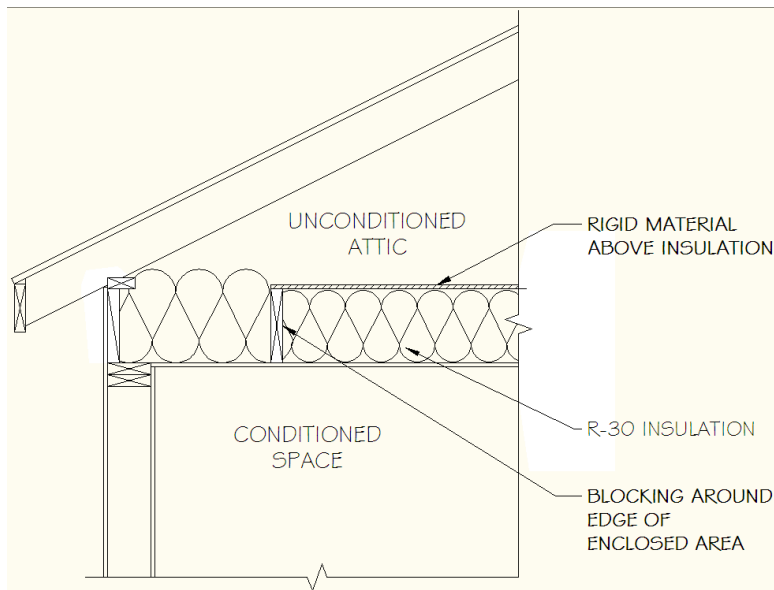 UNCONDITIONED
ATTIC
RIGID MATERIAL
ABOVE INSULATION
CONDITIONED
SPACE
R-30 INSULATION
BLOCKING AROUND
EDGE OF
ENCLOSED AREA